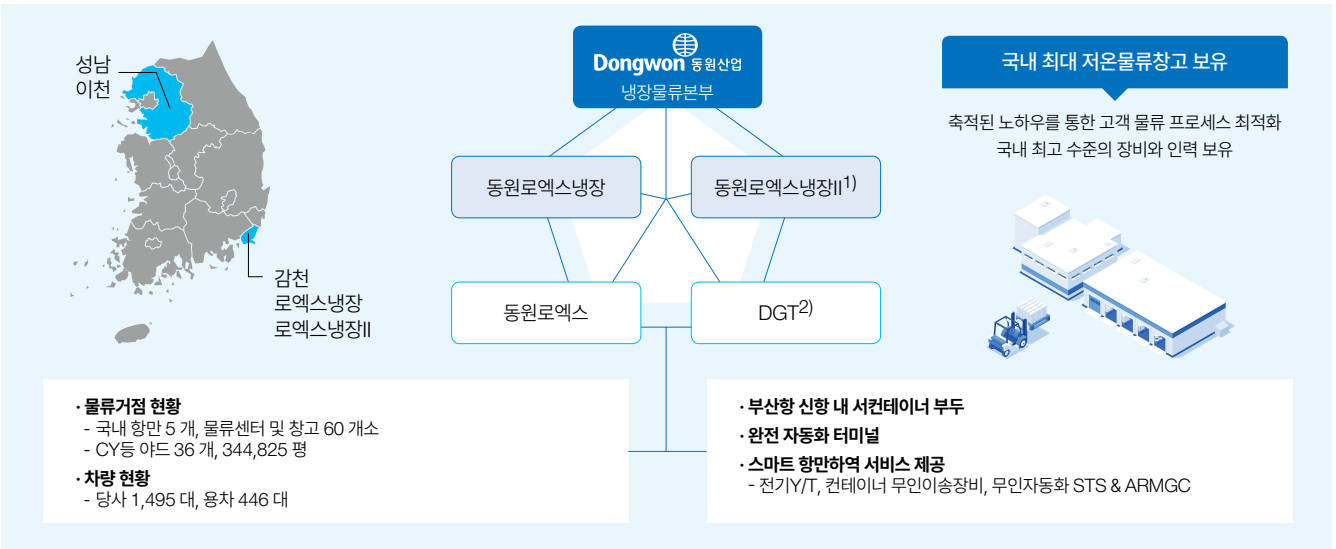 성남
이천
감천
로엑스냉장
로엑스냉장II
Dongwon 동원산업
냉장물류본부
동원로엑스냉장
동원로엑스냉장II1)
동원로엑스
DGT2)
국내 최대 저온물류창고 보유
축적된 노하우를 통한 고객 물류 프로세스 최적화
국내 최고 수준의 장비와 인력 보유
· 물류거점 현황
- 국내 항만 5 개, 물류센터 및 창고 60 개소
- CY등 야드 36 개, 344,825 평
· 차량 현황
- 당사 1,495 대, 용차 446 대
· 부산항 신항 내 서컨테이너 부두
· 완전 자동화 터미널
· 스마트 항만하역 서비스 제공
- 전기Y/T, 컨테이너 무인이송장비, 무인자동화 STS & ARMGC